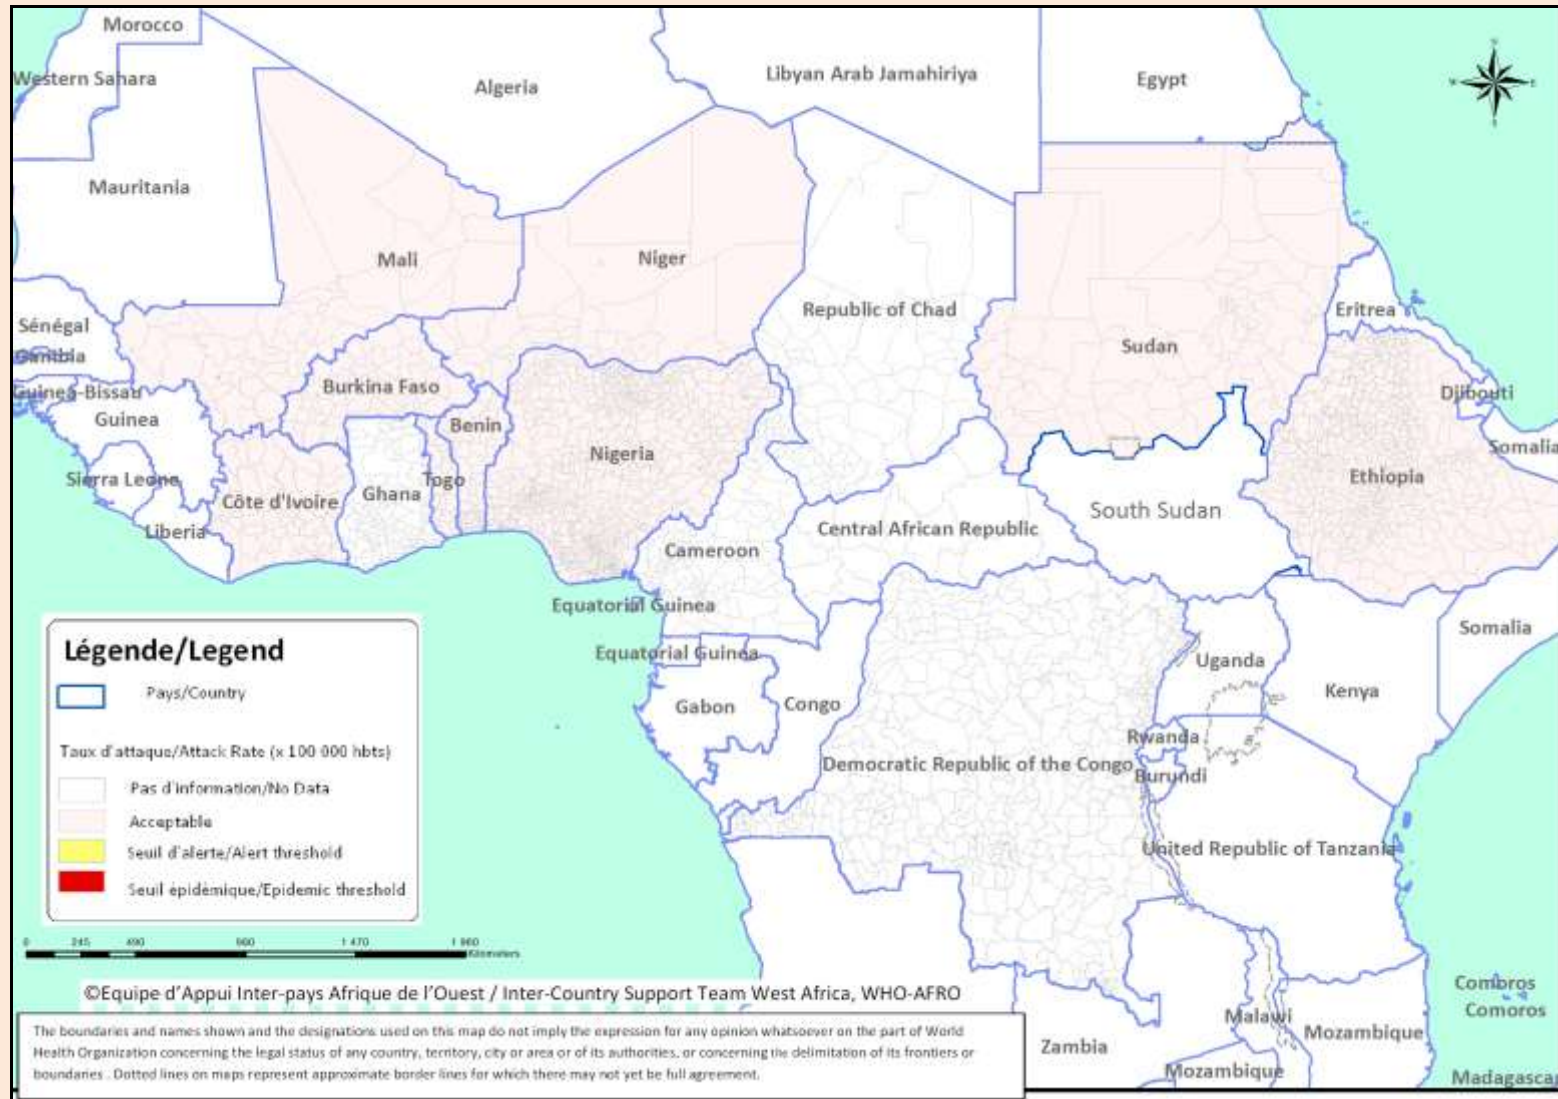 Morocco
Western Sahara
Algeria
Libyan Arab Jamahiriya
Egypt
Mauritania
Mali
Niger
Republic of Chad
Sudan
Eritrea
Sénégal
Gambia
Guinea-Bissau
Guinea
Burkina Faso
Benin
Nigeria
Djibouti
Somalia
Sierra Leone
Côte d'Ivoire
Ghana
Togo
Ethiopia
Liberia
South Sudan
Central African Republic
Cameroon
Equatorial Guinea
Equatorial Guinea
Somalia
Uganda
Kenya
Gabon
Congo
Rwanda
Democratic Republic of the Congo
Burundi
United Republic of Tanzania
Légende/Legend
Pays/Country
Taux d'attaque/Attack Rate (x 100 000 hbts)
Pas d'information/No Data
Acceptable
Seuil d'alerte/Alert threshold
Seuil épidémique/Epidemic threshold
0 245 490 980 1 470 1 960
Kilometers
©Equipe d'Appui Inter-pays Afrique de l'Ouest / Inter-Country Support Team West Africa, WHO-AFRO
Comoros
Comoros
Malawi
Mozambique
Zambia
Mozambique
Madagascar
The boundaries and names shown and the designations used on this map do not imply the expression for any opinion whatsoever on the part of World
Health Organization concerning the legal status of any country, territory, city or area or of its authorities, or concerning the delimitation of its frontiers or
boundaries . Dotted lines on maps represent approximate border lines for which there may not yet be full agreement.